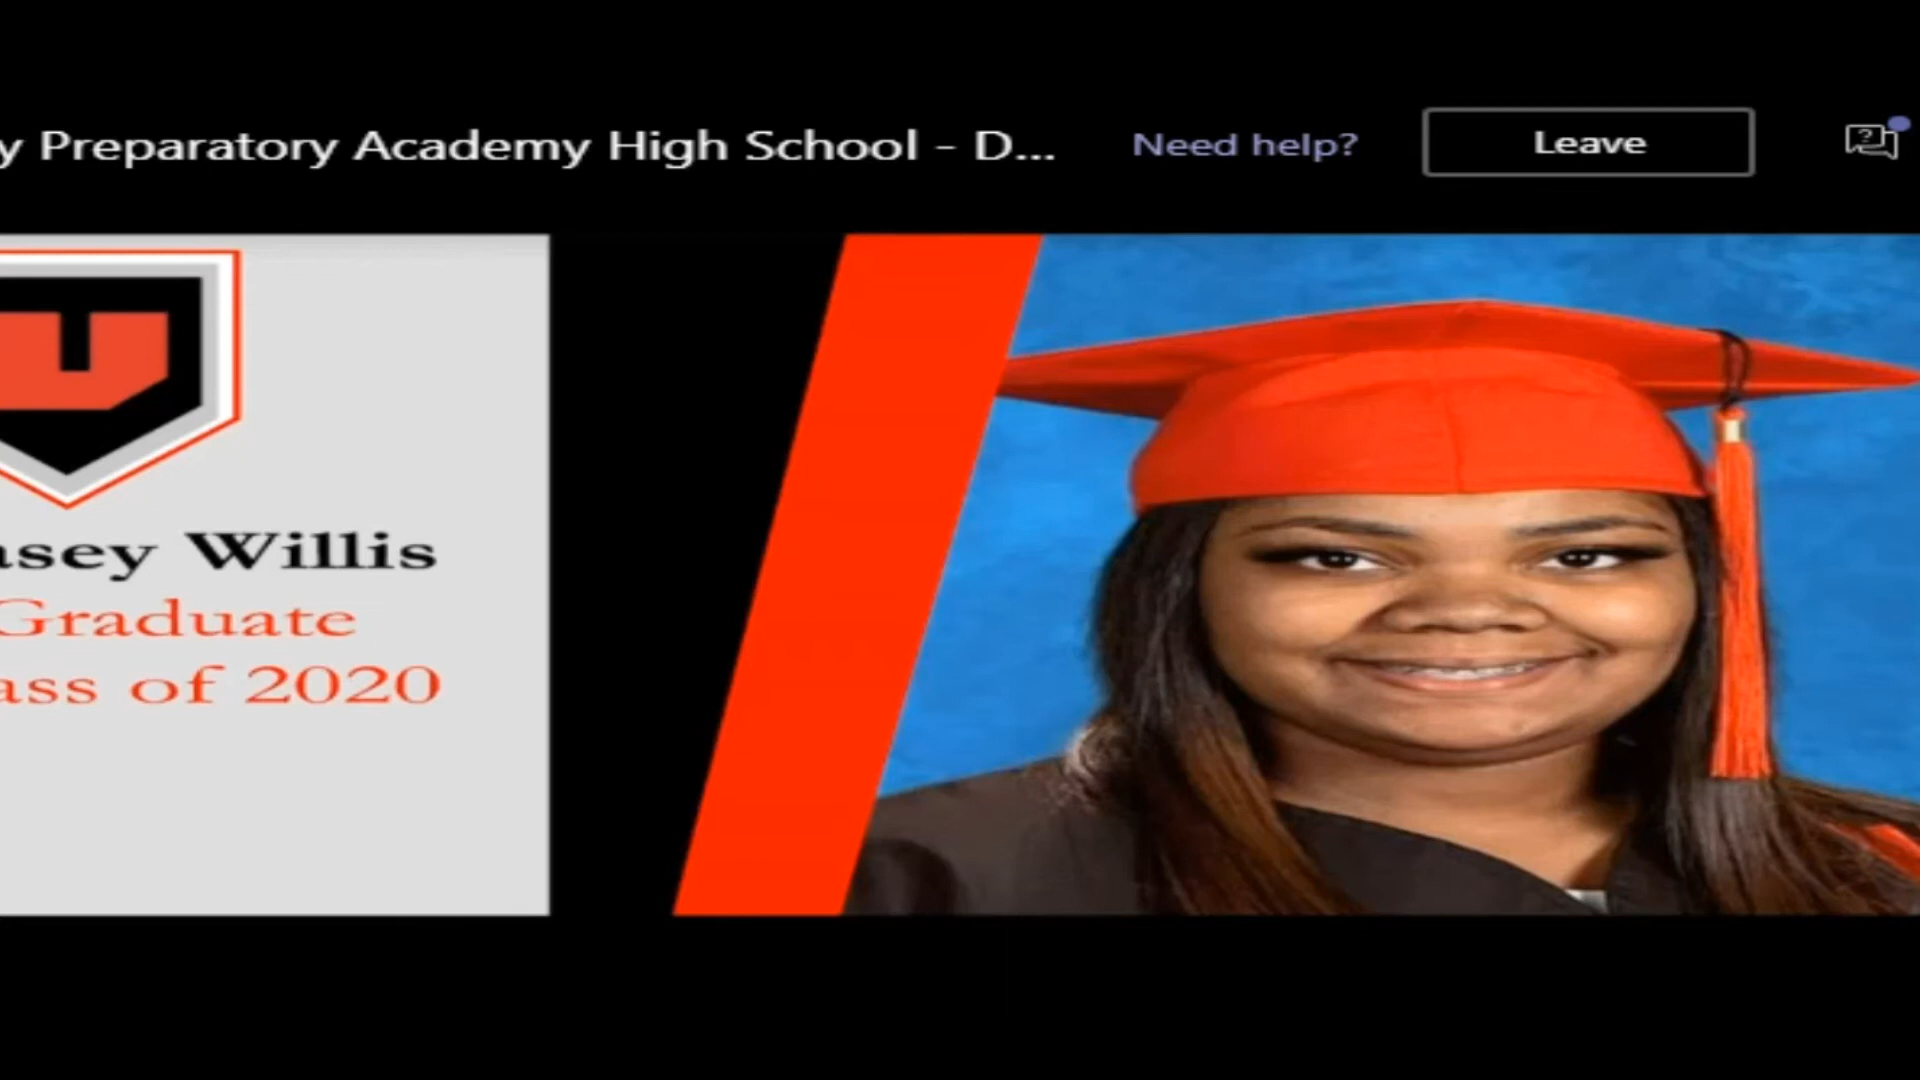 y Preparatory Academy High School - D...
Need help?
Leave
asey Willis
Graduate
ass of 2020